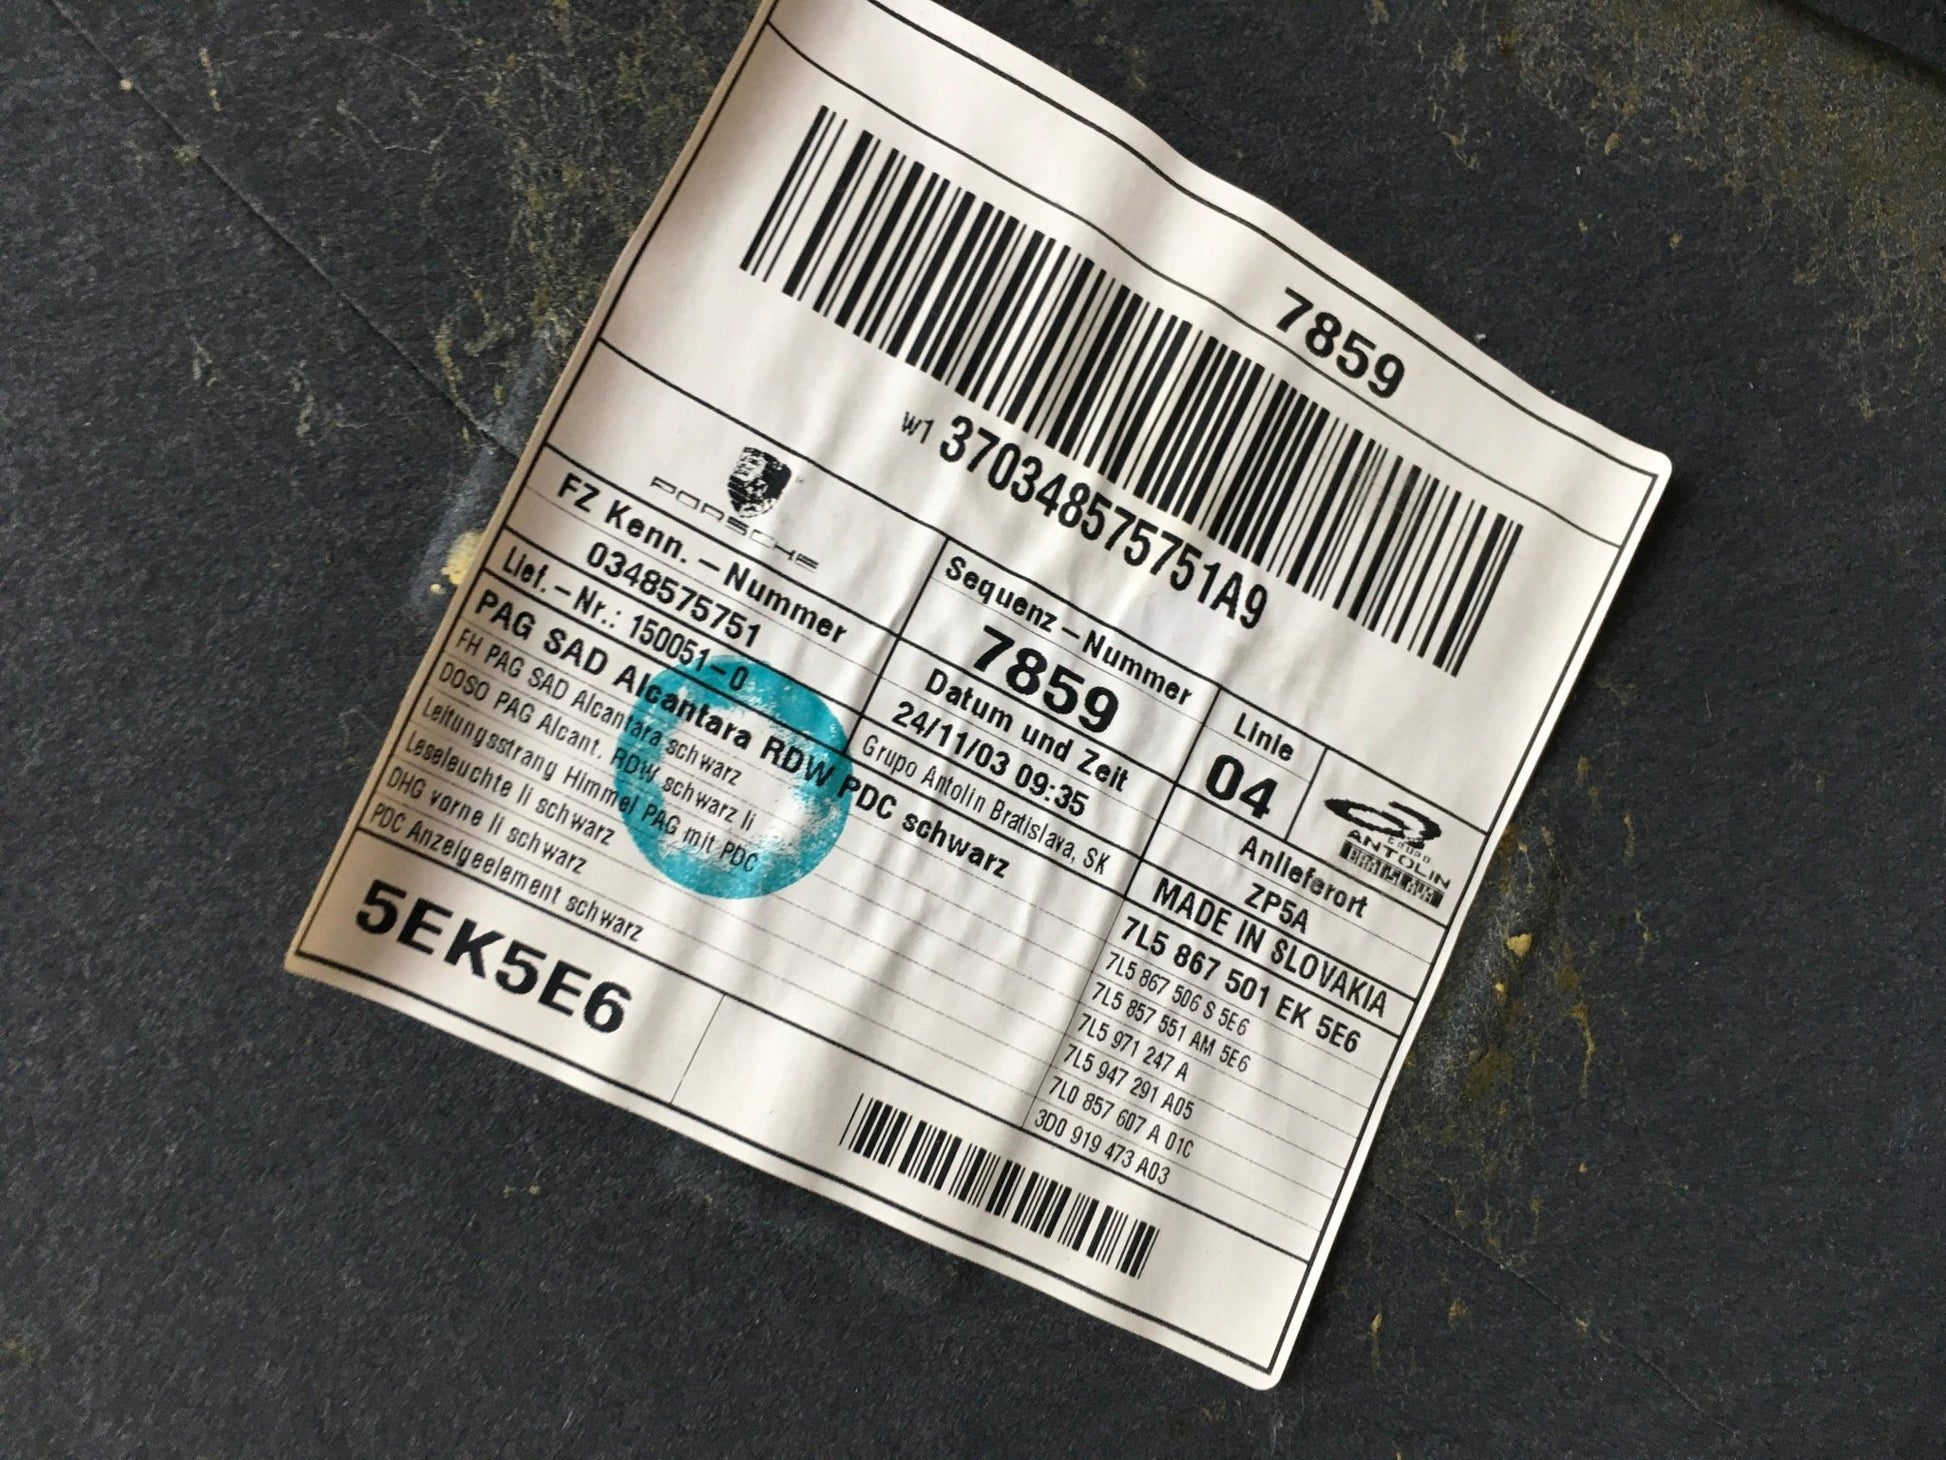 7859
w1 37034857575​1A9
PORSCHE
FZ Kenn. – Nummer
0348575751
Lief. – Nr.: 150051 – 0
Sequenz – Nummer
7859
Datum und Zeit
24/11/03 09:35
Grupo Antolin Bratislava, SK
Linie
04
GRUPO
ANTOLIN
BRATISLAVA
Anlieferort
ZP5A
MADE IN SLOVAKIA
PAG SAD Alcantara RDW PDC schwarz 7L5 867 501 EK 5E6
FH PAG SAD Alcantara schwarz 7L5 867 506 S 5E6
DOSO PAG Alcant. RDW schwarz li 7L5 857 551 AM 5E6
Leitungsstrang Himmel PAG mit PDC 7L5 971 247 A
Leseleuchte li schwarz 7L5 947 291 A05
DHG vorne li schwarz 7L0 857 607 A 01C
PDC Anzeigeelement schwarz 3D0 919 473 A03
5EK5E6